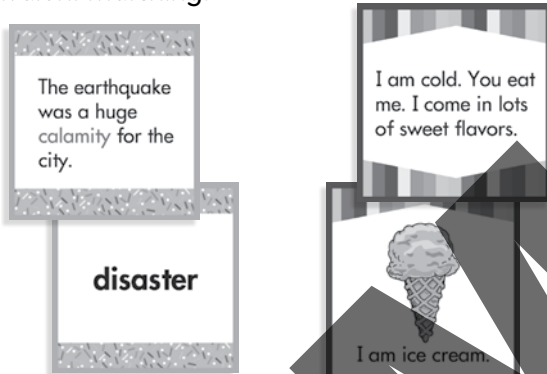 The earthquake
was a huge
calamity for the
city.
disaster
I am cold. You eat
me. I come in lots
of sweet flavors.
I am ice cream.